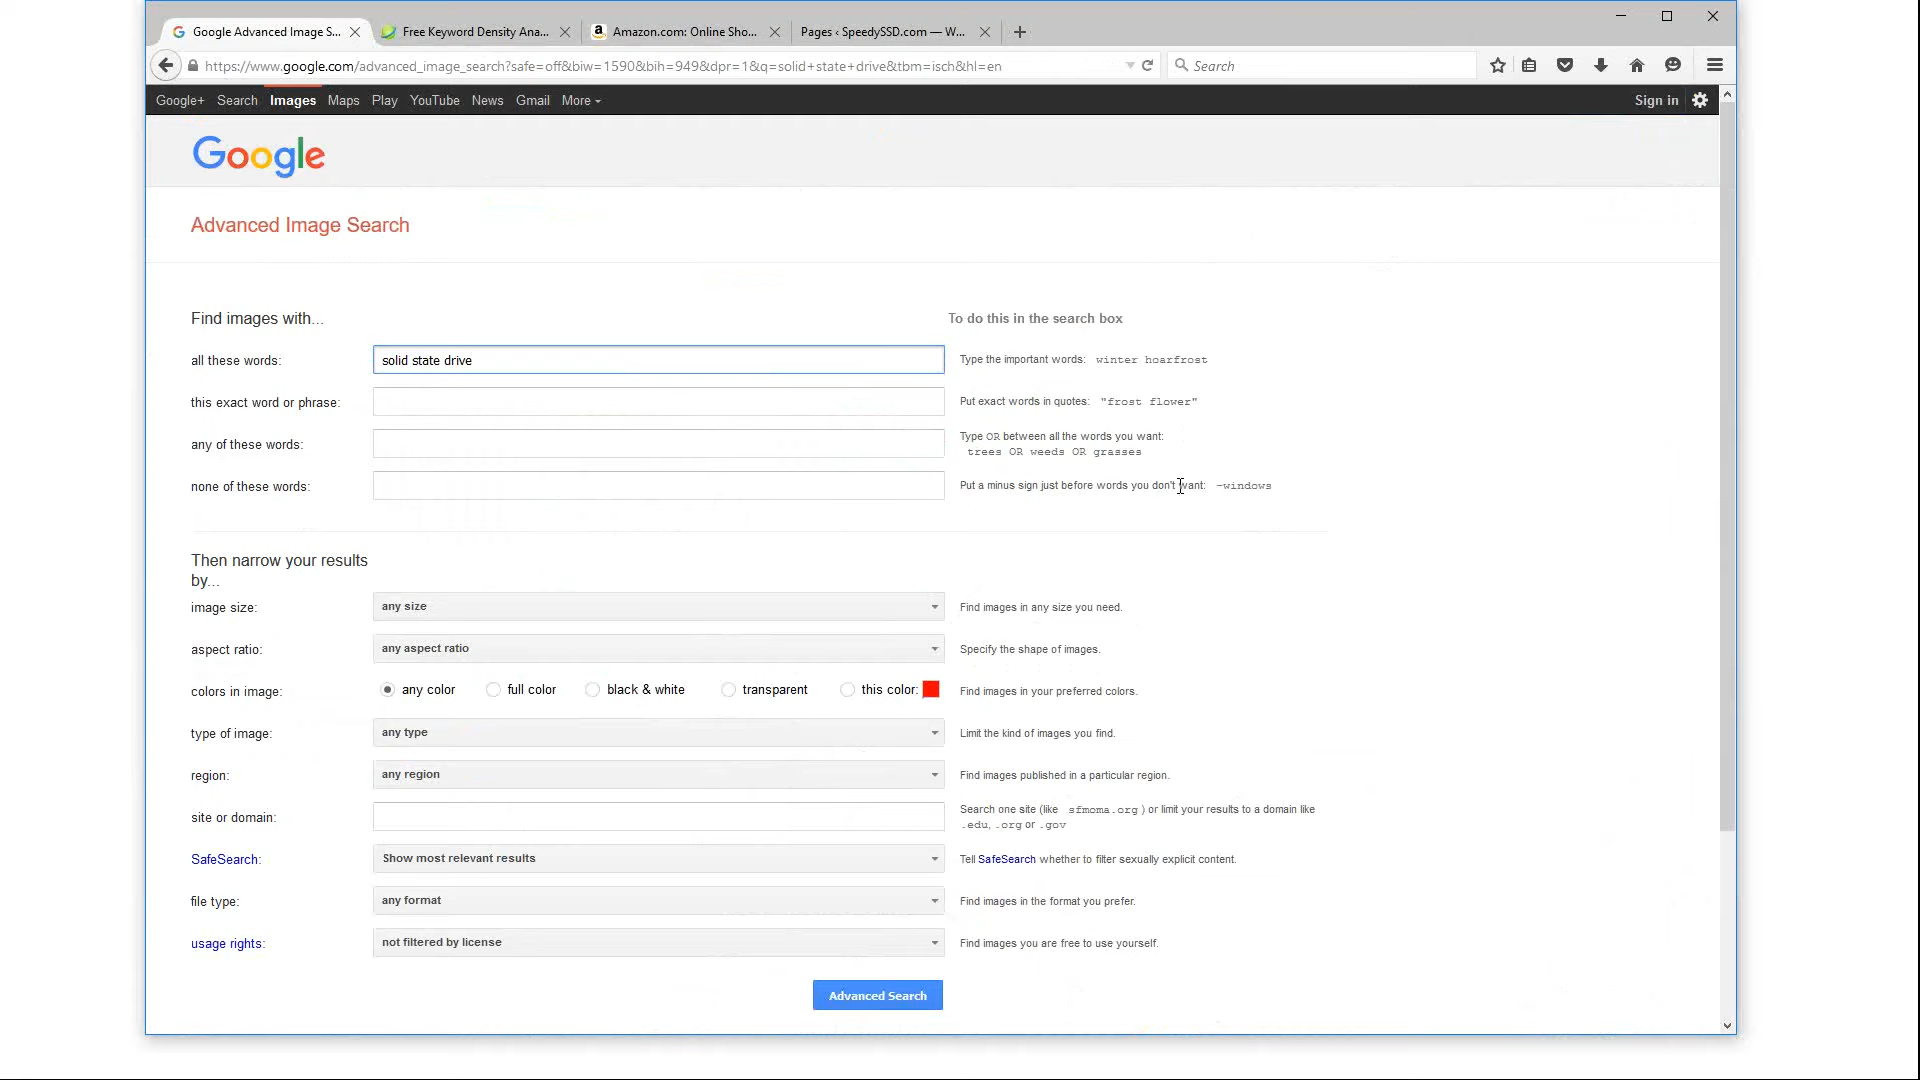 Google Advanced Image S...
Free Keyword Density Ana...
Amazon.com: Online Sho...
Pages ‹ SpeedySSD.com — W...
https://www.google.com/advanced_image_search?safe=off&biw=1590&bih=949&dpr=1&q=solid+state+drive&tbm=isch&hl=en
Search
Google+ Search Images Maps Play YouTube News Gmail More
Sign in
Google
Advanced Image Search
Find images with...
To do this in the search box
all these words:
solid state drive
Type the important words: winter hoarfrost
this exact word or phrase:
Put exact words in quotes: "frost flower"
any of these words:
Type OR between all the words you want:
trees OR weeds OR grasses
none of these words:
Put a minus sign just before words you don't want: -windows
Then narrow your results
by...
image size:
any size
Find images in any size you need.
aspect ratio:
any aspect ratio
Specify the shape of images.
colors in image:
any color full color black & white transparent this color:
Find images in your preferred colors.
type of image:
any type
Limit the kind of images you find.
region:
any region
Find images published in a particular region.
site or domain:
Search one site (like sfmoma.org ) or limit your results to a domain like
.edu, .org or .gov
SafeSearch:
Show most relevant results
Tell SafeSearch whether to filter sexually explicit content.
file type:
any format
Find images in the format you prefer.
usage rights:
not filtered by license
Find images you are free to use yourself.
Advanced Search